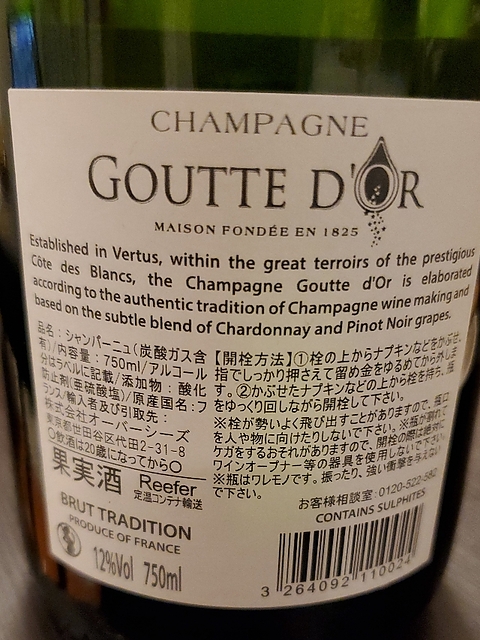 CHAMPAGNE
GOUTTE D'OR
MAISON FONDÉE EN 1825
Established in Vertus, within the great terroirs of the prestigious
Côte des Blancs, the Champagne Goutte d'Or is elaborated
according to the authentic tradition of Champagne wine making and
based on the subtle blend of Chardonnay and Pinot Noir grapes.
品名：シャンパーニュ（炭酸ガス含
有）/内容量：750ml/アルコール
分はラベルに記載/添加物：酸化
防止剤(亜硫酸塩)/原産国名：フ
ランス/輸入者及び引取先：
株式会社オーバーシーズ
東京都世田谷区代田2-31-8
〇飲酒は20歳になってから〇
果実酒
Reefer
定温コンテナ輸送
【開栓方法】①栓の上からナプキンなどをかぶせ、
指でしっかり押さえて留め金をゆるめてから外しま
す。②かぶせたナプキンなどの上から栓を持ち、瓶
をゆっくり回しながら開栓して下さい。
※栓が勢いよく飛び出すことがありますので、瓶口
を人や物に向けたりしないで下さい。※瓶が割れて
ケガをするおそれがありますので、開栓の際は絶対に
ワインオープナー等の器具を使用しないで下さい。
※瓶はワレモノです。振ったり、強い衝撃を与えない
で下さい。
お客様相談室：0120-522-582
CONTAINS SULPHITES
BRUT TRADITION
PRODUCE OF FRANCE
12%Vol 750ml
3 264092 110024